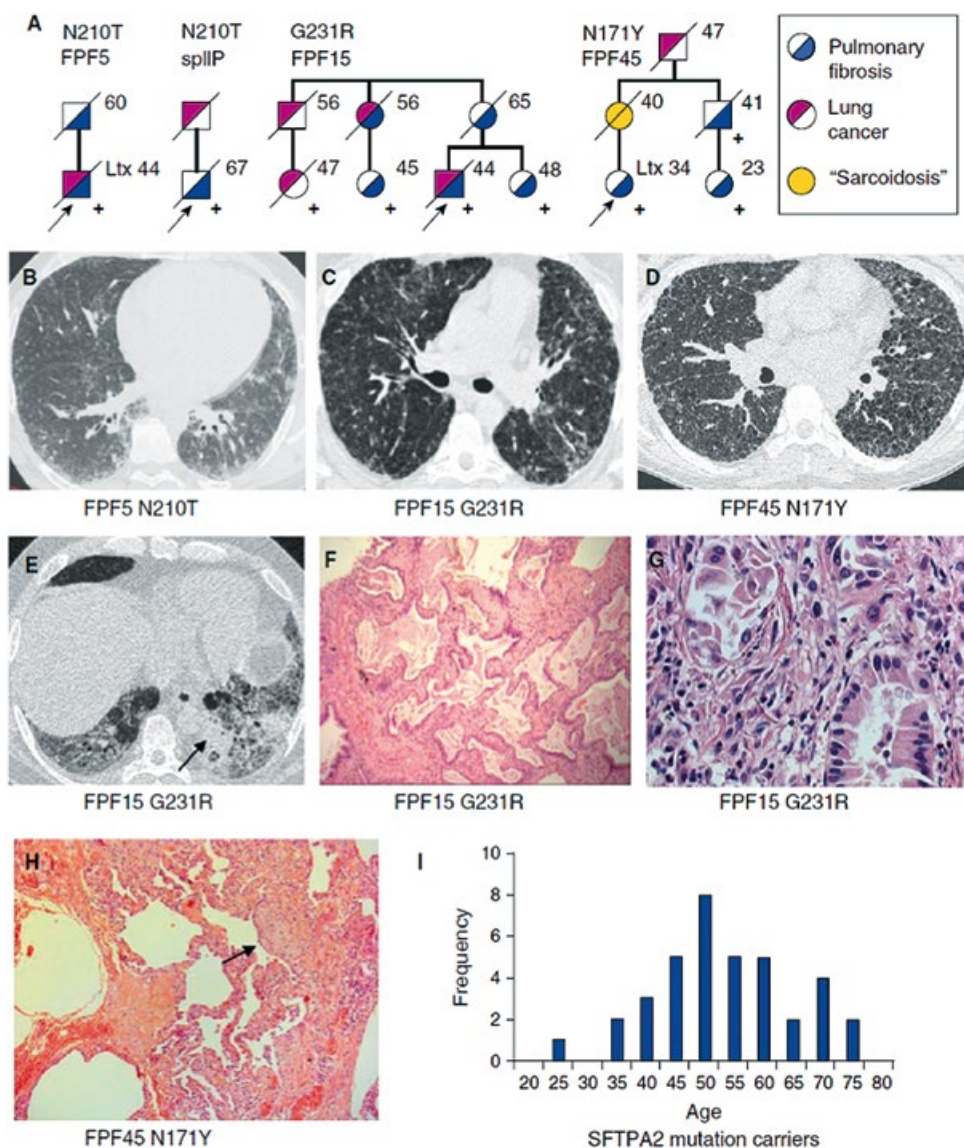 A
N210T
FPF5
N210T
spIIP
G231R
FPF15
N171Y
FPF45
47
60
56
56
65
40
41
+
Ltx 44
+
67
+
47
+
45
+
44
+
48
Ltx 34
+
23
+
Pulmonary
fibrosis
Lung
cancer
"Sarcoidosis"
B
C
D
FPF5 N210T
FPF15 G231R
FPF45 N171Y
E
F
G
FPF15 G231R
FPF15 G231R
FPF15 G231R
H
FPF45 N171Y
I
10
8
6
4
2
0
Frequency
20 25 30 35 40 45 50 55 60 65 70 75 80
Age
SFTPA2 mutation carriers